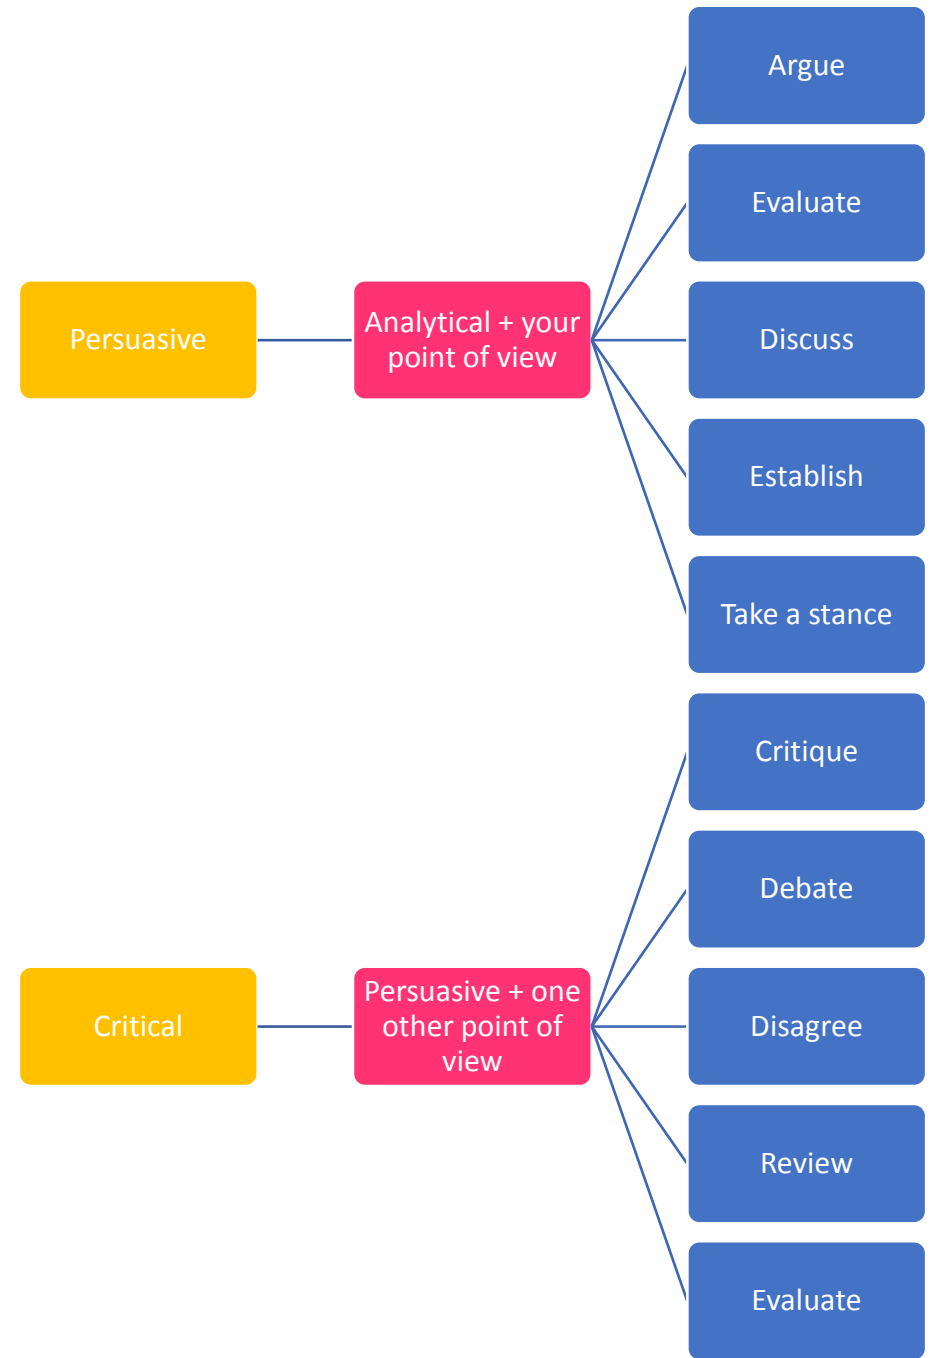 Persuasive
Analytical + your
point of view
Argue
Evaluate
Discuss
Establish
Take a stance
Critical
Persuasive + one
other point of
view
Critique
Debate
Disagree
Review
Evaluate